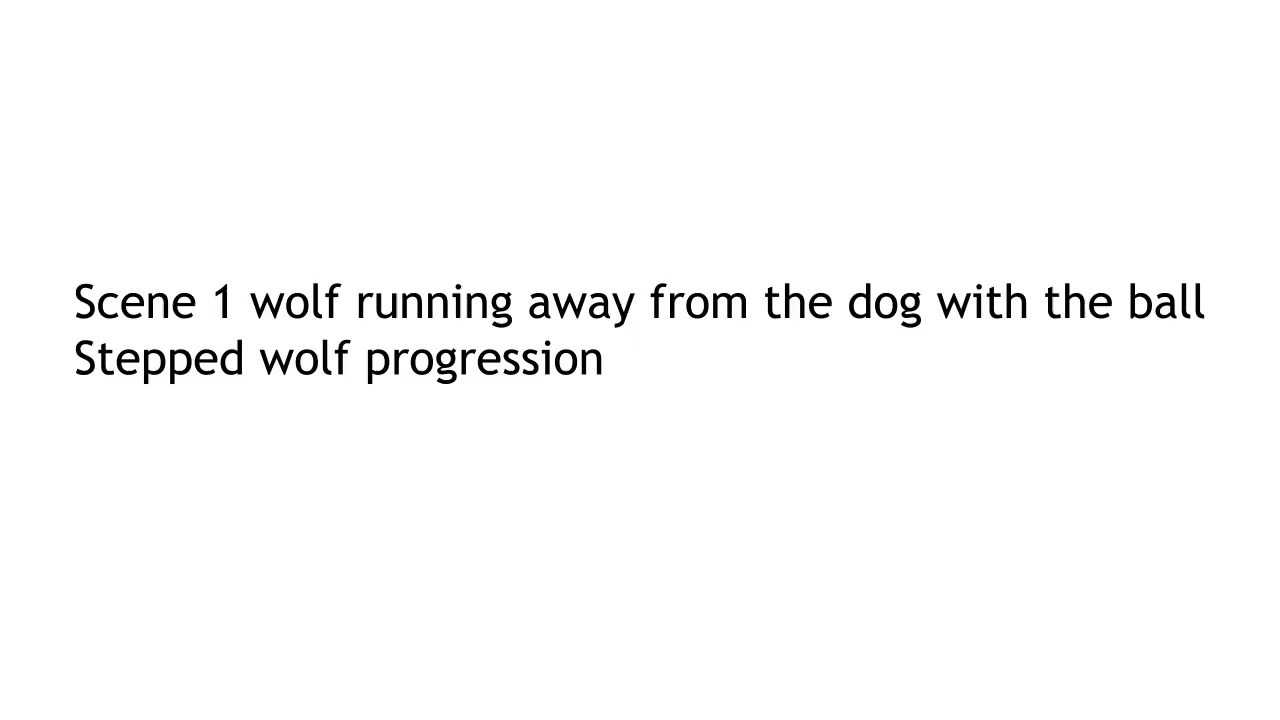 Scene 1 wolf running away from the dog with the ball
Stepped wolf progression